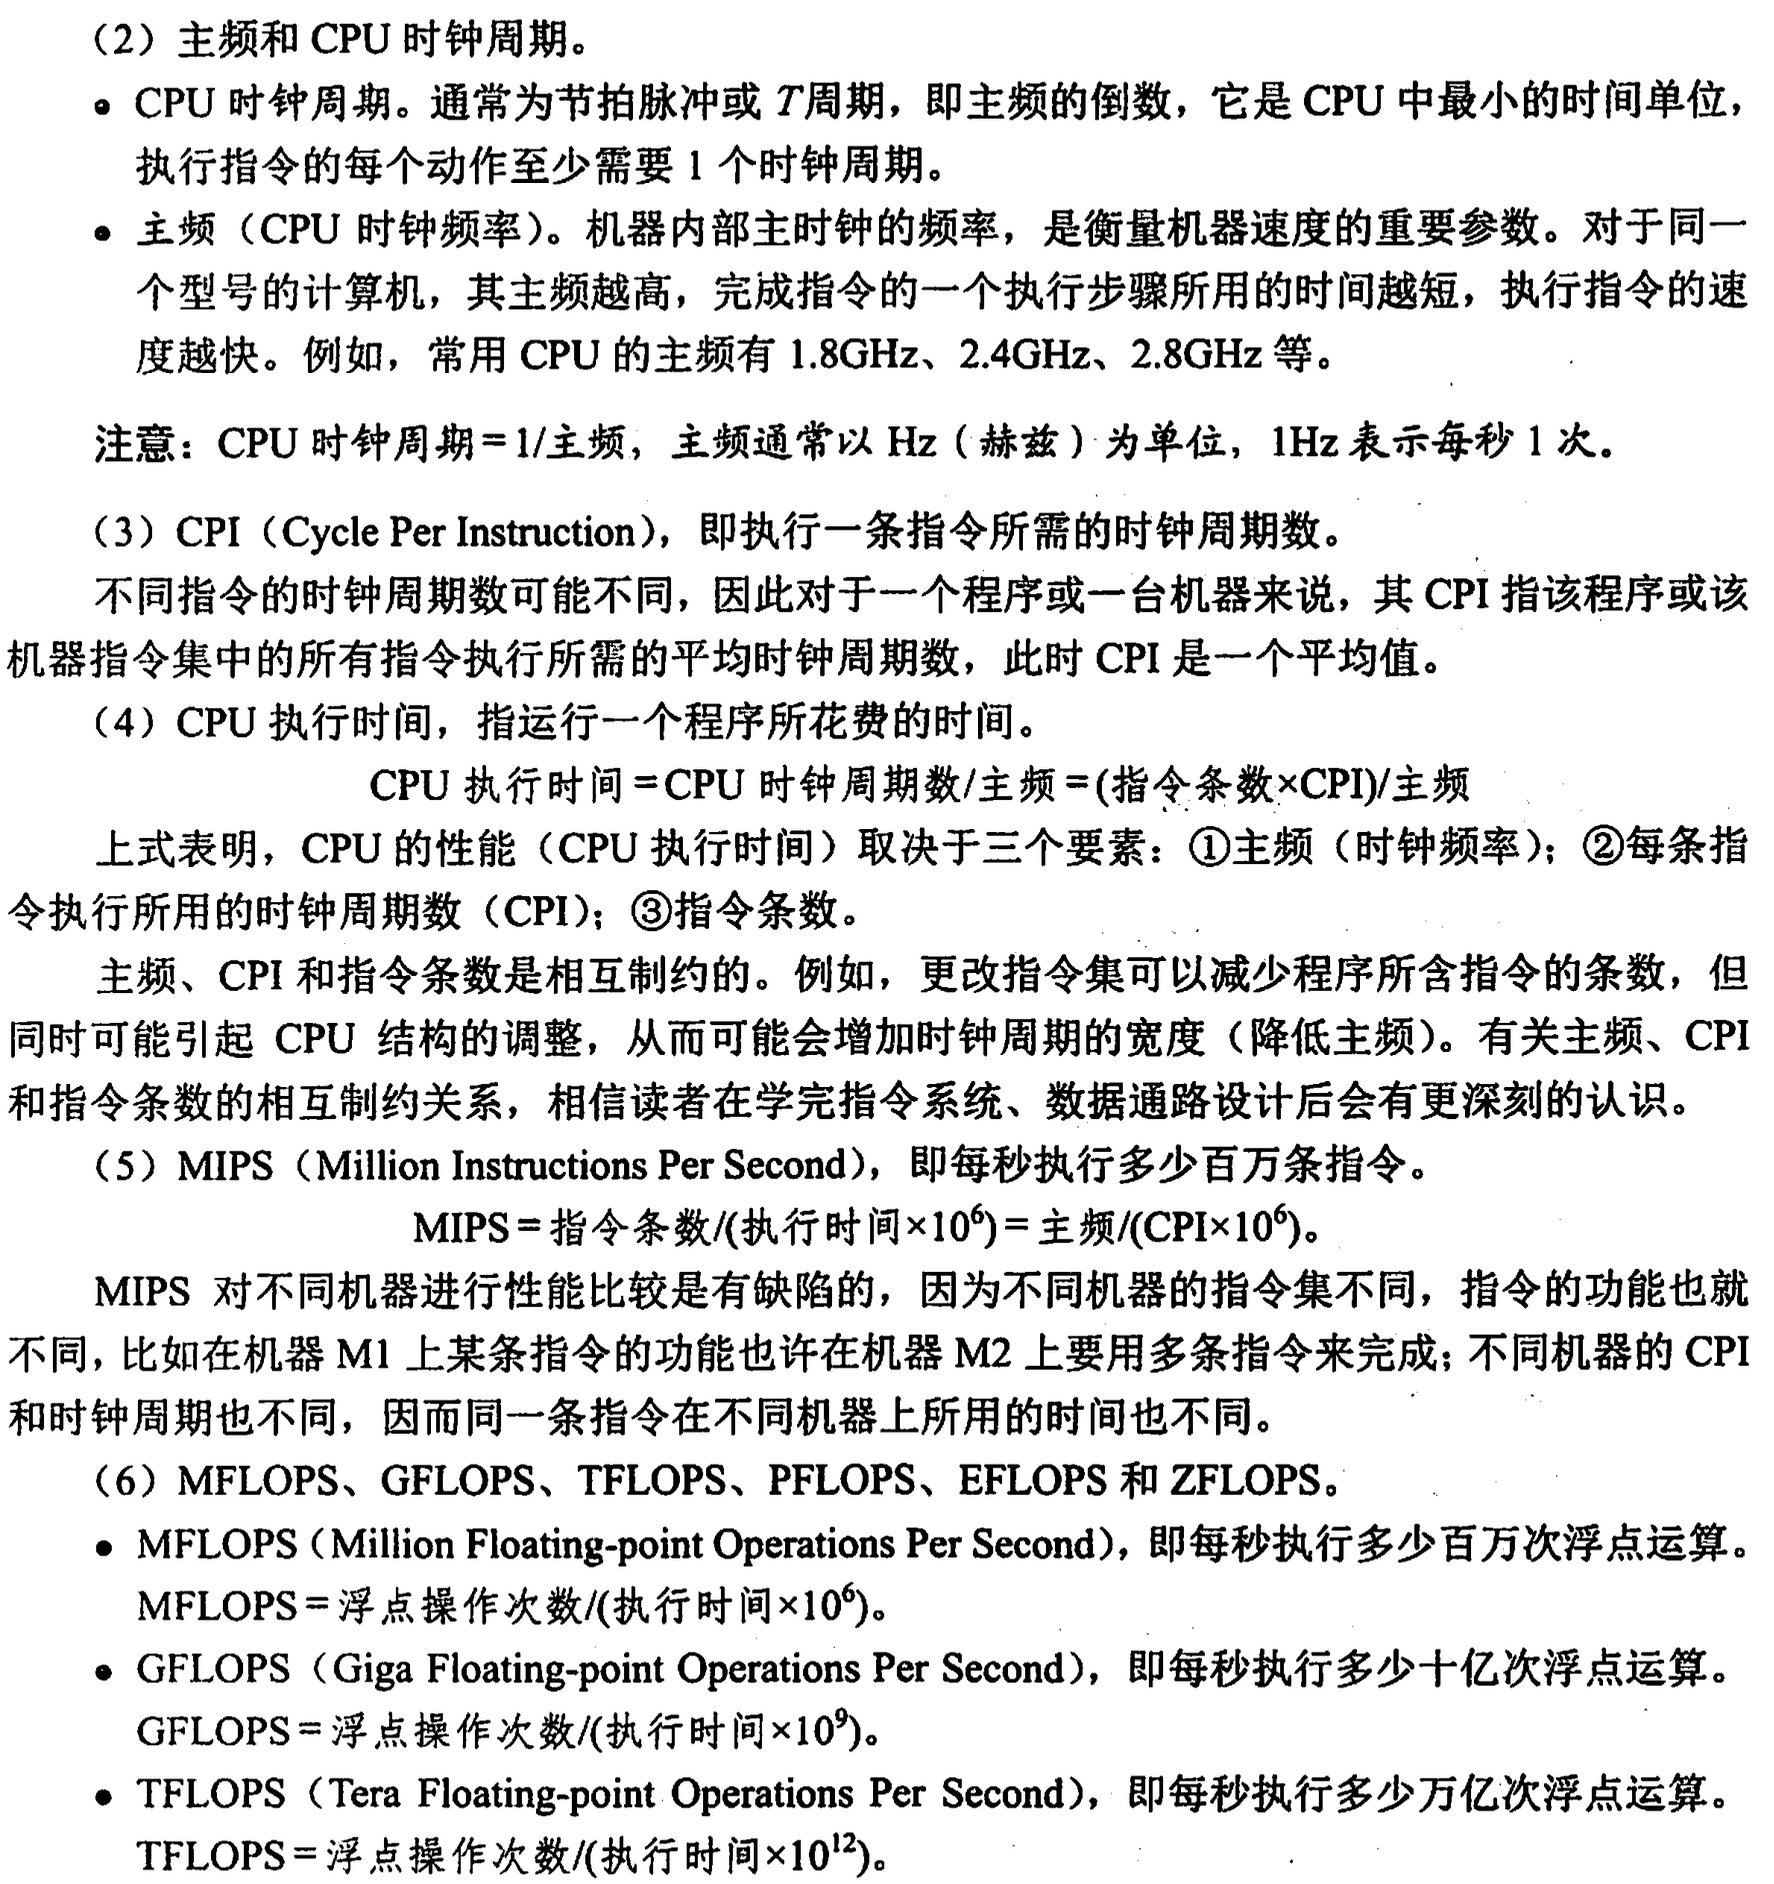 （2）主频和 CPU 时钟周期。
• CPU 时钟周期。通常为节拍脉冲或 T周期，即主频的倒数，它是 CPU 中最小的时间单位，
执行指令的每个动作至少需要 1 个时钟周期。
• 主频（CPU 时钟频率）。机器内部主时钟的频率，是衡量机器速度的重要参数。对于同一
个型号的计算机，其主频越高，完成指令的一个执行步骤所用的时间越短，执行指令的速
度越快。例如，常用 CPU 的主频有 1.8GHz、2.4GHz、2.8GHz 等。
注意：CPU 时钟周期=1/主频，主频通常以 Hz（赫兹）为单位，1Hz 表示每秒 1 次。
（3）CPI（Cycle Per Instruction），即执行一条指令所需的时钟周期数。
不同指令的时钟周期数可能不同，因此对于一个程序或一台机器来说，其 CPI 指该程序或该
机器指令集中的所有指令执行所需的平均时钟周期数，此时 CPI 是一个平均值。
（4）CPU 执行时间，指运行一个程序所花费的时间。
CPU 执行时间=CPU 时钟周期数/主频=(指令条数×CPI)/主频
上式表明，CPU 的性能（CPU 执行时间）取决于三个要素：①主频（时钟频率）；②每条指
令执行所用的时钟周期数（CPI）；③指令条数。
主频、CPI 和指令条数是相互制约的。例如，更改指令集可以减少程序所含指令的条数，但
同时可能引起 CPU 结构的调整，从而可能会增加时钟周期的宽度（降低主频）。有关主频、CPI
和指令条数的相互制约关系，相信读者在学完指令系统、数据通路设计后会有更深刻的认识。
（5）MIPS（Million Instructions Per Second），即每秒执行多少百万条指令。
MIPS=指令条数/(执行时间×10⁶)=主频/(CPI×10⁶)。
MIPS 对不同机器进行性能比较是有缺陷的，因为不同机器的指令集不同，指令的功能也就
不同，比如在机器 M1 上某条指令的功能也许在机器 M2 上要用多条指令来完成；不同机器的 CPI
和时钟周期也不同，因而同一条指令在不同机器上所用的时间也不同。
（6）MFLOPS、GFLOPS、TFLOPS、PFLOPS、EFLOPS 和 ZFLOPS。
• MFLOPS（Million Floating-point Operations Per Second），即每秒执行多少百万次浮点运算。
MFLOPS=浮点操作次数/(执行时间×10⁶)。
• GFLOPS（Giga Floating-point Operations Per Second），即每秒执行多少十亿次浮点运算。
GFLOPS=浮点操作次数/(执行时间×10⁹)。
• TFLOPS（Tera Floating-point Operations Per Second），即每秒执行多少万亿次浮点运算。
TFLOPS=浮点操作次数/(执行时间×10¹²)。